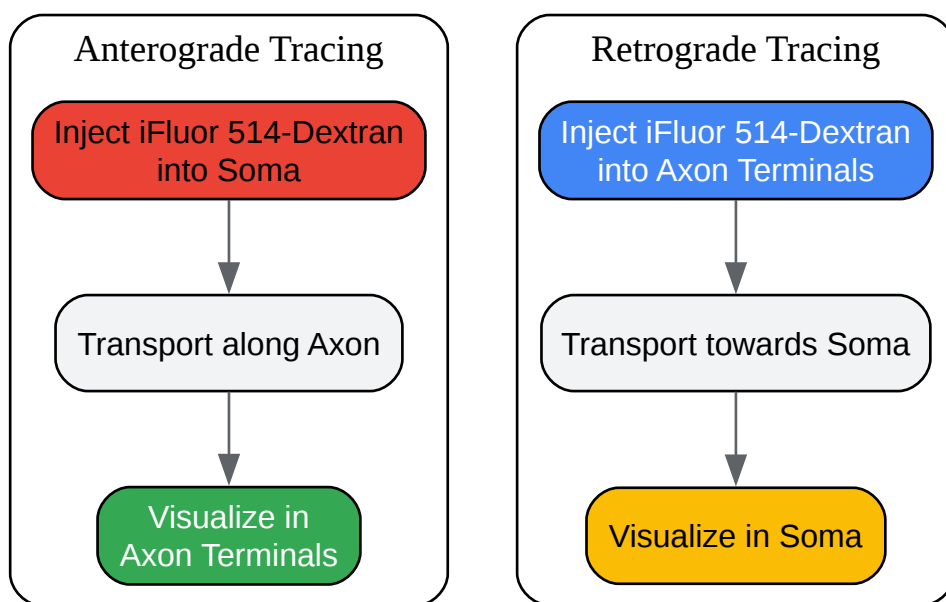 Anterograde Tracing
Inject iFluor 514-Dextran
into Soma
Transport along Axon
Visualize in
Axon Terminals
Retrograde Tracing
Inject iFluor 514-Dextran
into Axon Terminals
Transport towards Soma
Visualize in Soma